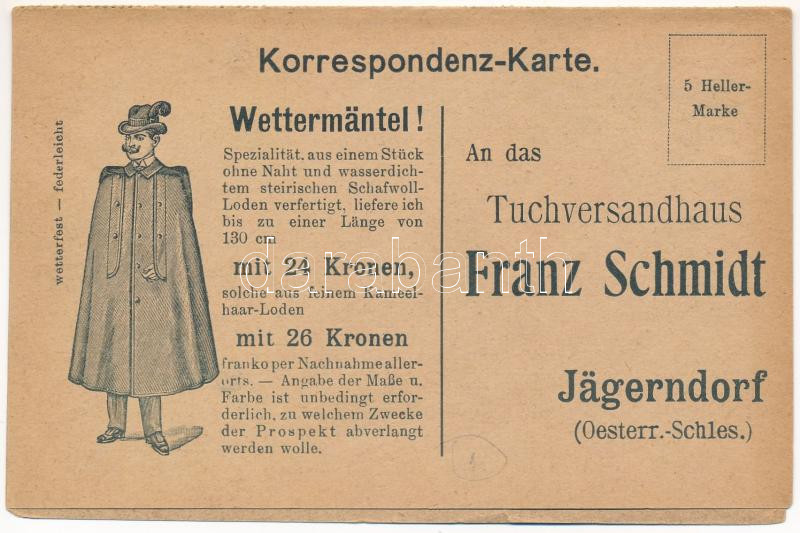 Korrespondenz-Karte.
5 Heller-
Marke
wetterfest — federleicht
Wettermäntel!
Spezialität, aus einem Stück
ohne Naht und wasserdich-
tem steirischen Schafwoll-
Loden verfertigt, liefere ich
bis zu einer Länge von
130 cm
mit 24 Kronen,
solche aus feinem Kameel-
haar-Loden
mit 26 Kronen
franko per Nachnahme aller-
orts. — Angabe der Maße u.
Farbe ist unbedingt erfor-
derlich, zu welchem Zwecke
der Prospekt abverlangt
werden wolle.
An das
Tuchversandhaus
Franz Schmidt
Jägerndorf
(Oesterr.-Schles.)
darabanth